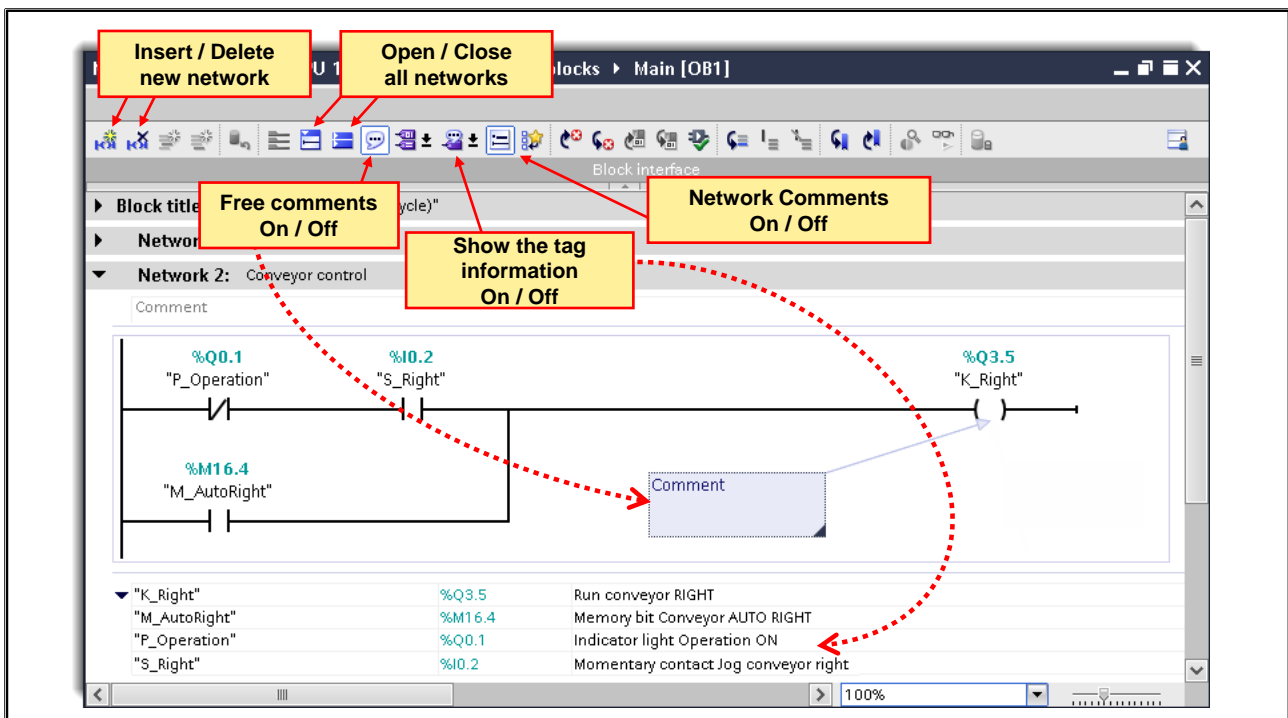 Insert / Delete
new network
Open / Close
all networks
U 1
locks ▸ Main [OB1]
Block interface
Block title
ycle)"
Free comments
On / Off
Network Comments
On / Off
Show the tag
information
On / Off
Networ
Network 2: Conveyor control
Comment
%Q0.1
"P_Operation"
%I0.2
"S_Right"
%Q3.5
"K_Right"
%M16.4
"M_AutoRight"
Comment
"K_Right" %Q3.5 Run conveyor RIGHT
"M_AutoRight" %M16.4 Memory bit Conveyor AUTO RIGHT
"P_Operation" %Q0.1 Indicator light Operation ON
"S_Right" %I0.2 Momentary contact Jog conveyor right
100%